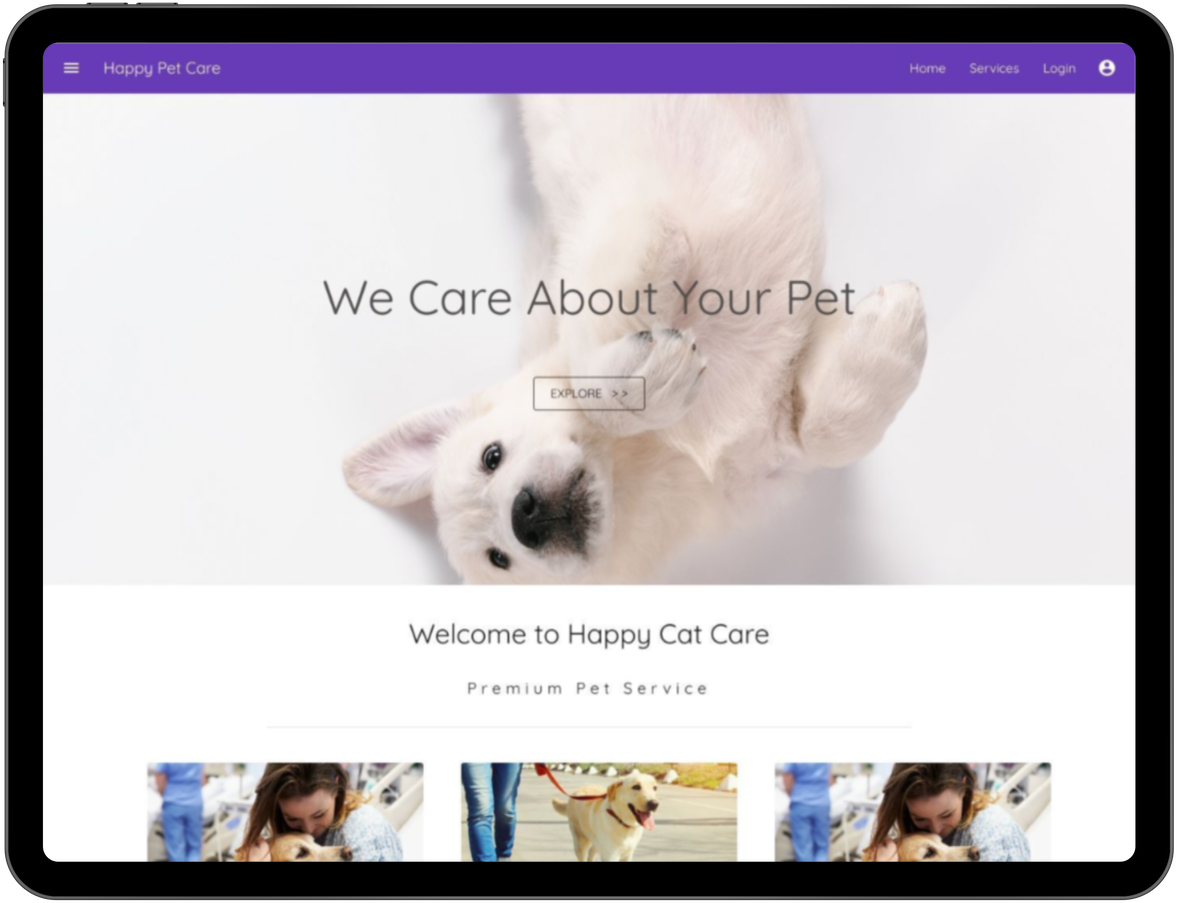 Happy Pet Care
Home Services Login
We Care About Your Pet
EXPLORE >>
Welcome to Happy Cat Care
Premium Pet Service